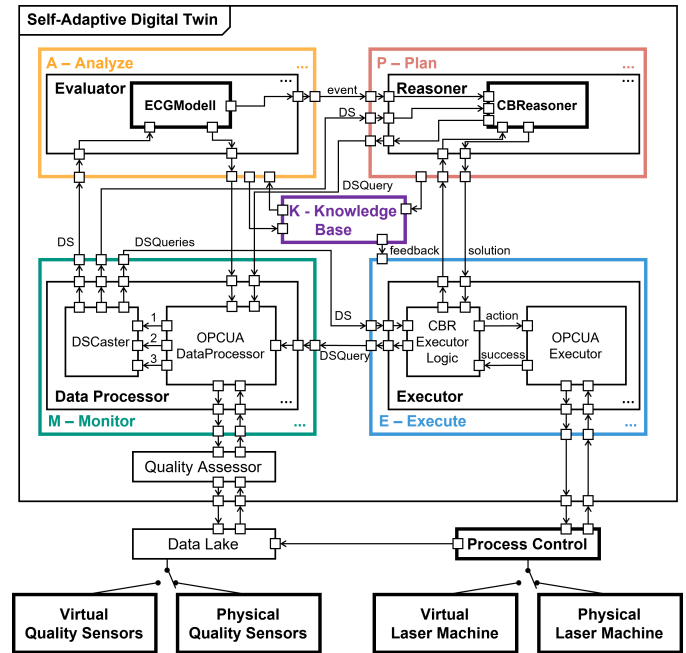 Self-Adaptive Digital Twin
A – Analyze
...
Evaluator
...
ECGModell
event
DS
P – Plan
...
Reasoner
...
CBReasoner
DSQuery
K - Knowledge
Base
feedback
solution
DS
DSQueries
DSCaster
1
2
3
OPCUA
DataProcessor
Data Processor
...
M – Monitor
...
DS
DSQuery
CBR
Executor
Logic
action
success
OPCUA
Executor
Executor
...
E – Execute
...
Quality Assessor
Data Lake
Process Control
Virtual
Quality Sensors
Physical
Quality Sensors
Virtual
Laser Machine
Physical
Laser Machine